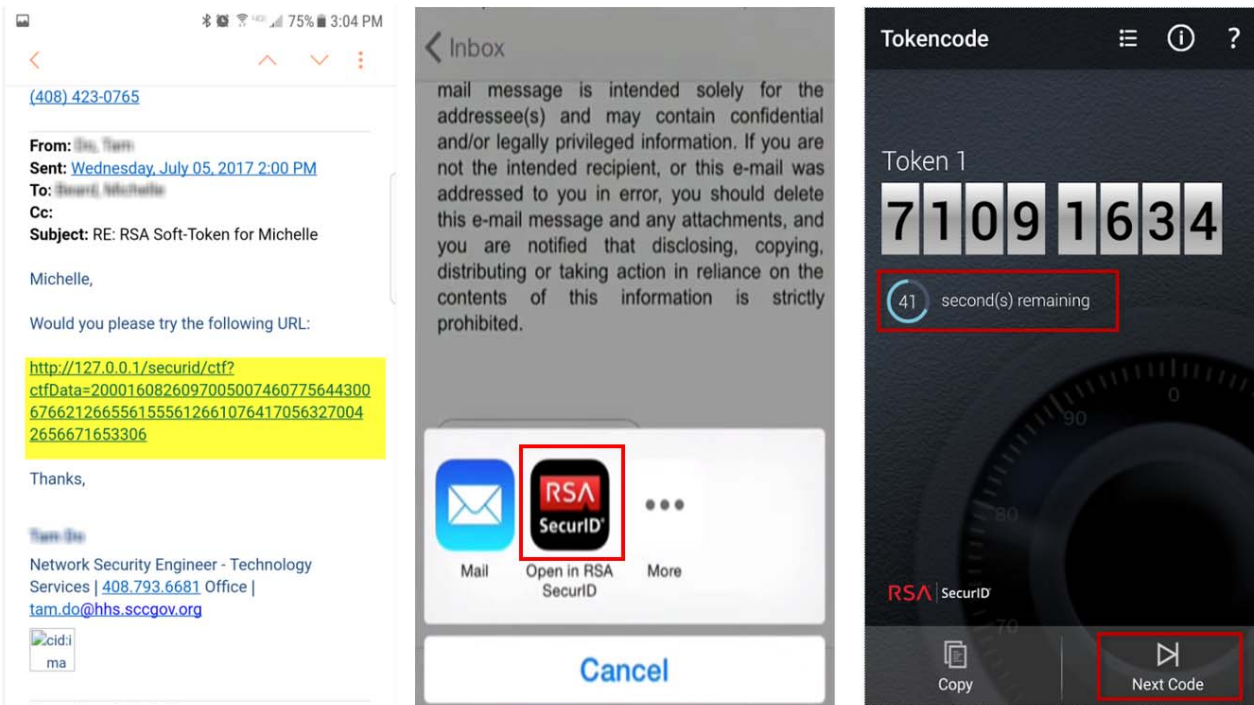 75% 3:04 PM
(408) 423-0765
From:
Sent: Wednesday, July 05, 2017 2:00 PM
To:
Cc:
Subject: RE: RSA Soft-Token for Michelle
Michelle,
Would you please try the following URL:
http://127.0.0.1/securid/ctf?
ctfData=2000160826097005007460775644300
6766212665561555612661076417056327004
2656671653306
Thanks,
Network Security Engineer - Technology
Services | 408.793.6681 Office |
tam.do@hhs.sccgov.org
cid:i
ma
Inbox
mail message is intended solely for the
addressee(s) and may contain confidential
and/or legally privileged information. If you are
not the intended recipient, or this e-mail was
addressed to you in error, you should delete
this e-mail message and any attachments, and
you are notified that disclosing, copying,
distributing or taking action in reliance on the
contents of this information is strictly
prohibited.
RSA
SecurID
Mail
Open in RSA
SecurID
More
Cancel
Tokencode
Token 1
7109 1634
41 second(s) remaining
0
90
80
70
RSA SecurID
Copy
Next Code